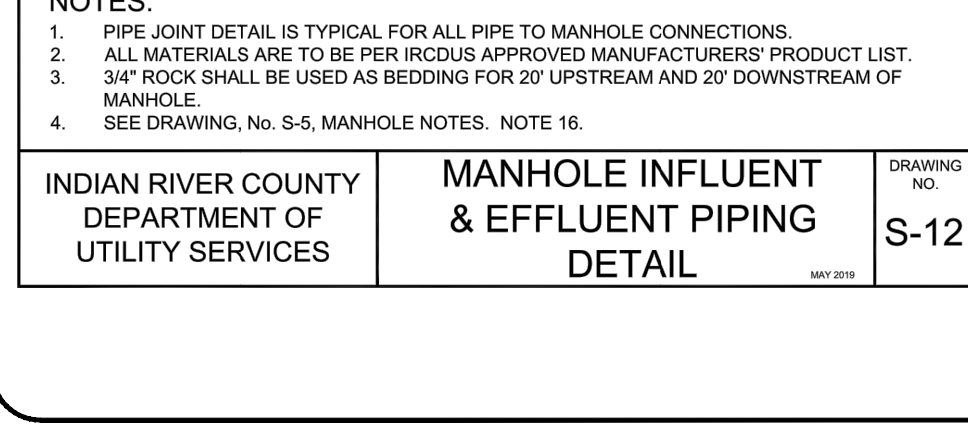 NOTES:
1. PIPE JOINT DETAIL IS TYPICAL FOR ALL PIPE TO MANHOLE CONNECTIONS.
2. ALL MATERIALS ARE TO BE PER IRCDUS APPROVED MANUFACTURERS' PRODUCT LIST.
3. 3/4" ROCK SHALL BE USED AS BEDDING FOR 20' UPSTREAM AND 20' DOWNSTREAM OF
MANHOLE.
4. SEE DRAWING, No. S-5, MANHOLE NOTES. NOTE 16.
INDIAN RIVER COUNTY
DEPARTMENT OF
UTILITY SERVICES
MANHOLE INFLUENT
& EFFLUENT PIPING
DETAIL
MAY 2019
DRAWING
NO.
S-12